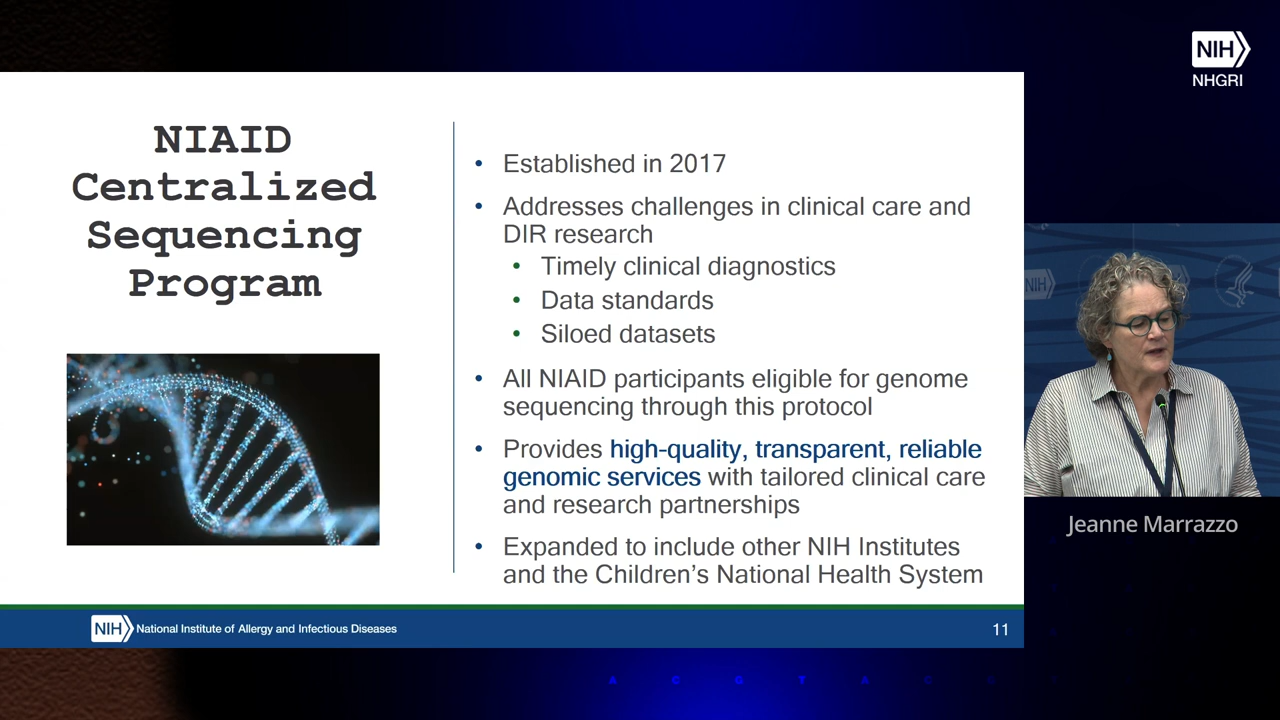 NIH
NHGRI
NIAID
Centralized
Sequencing
Program
• Established in 2017
• Addresses challenges in clinical care and
DIR research
• Timely clinical diagnostics
• Data standards
• Siloed datasets
• All NIAID participants eligible for genome
sequencing through this protocol
• Provides high-quality, transparent, reliable
genomic services with tailored clinical care
and research partnerships
• Expanded to include other NIH Institutes
and the Children's National Health System
NIH
Jeanne Marrazzo
NIH National Institute of Allergy and Infectious Diseases
11
A C G T A C